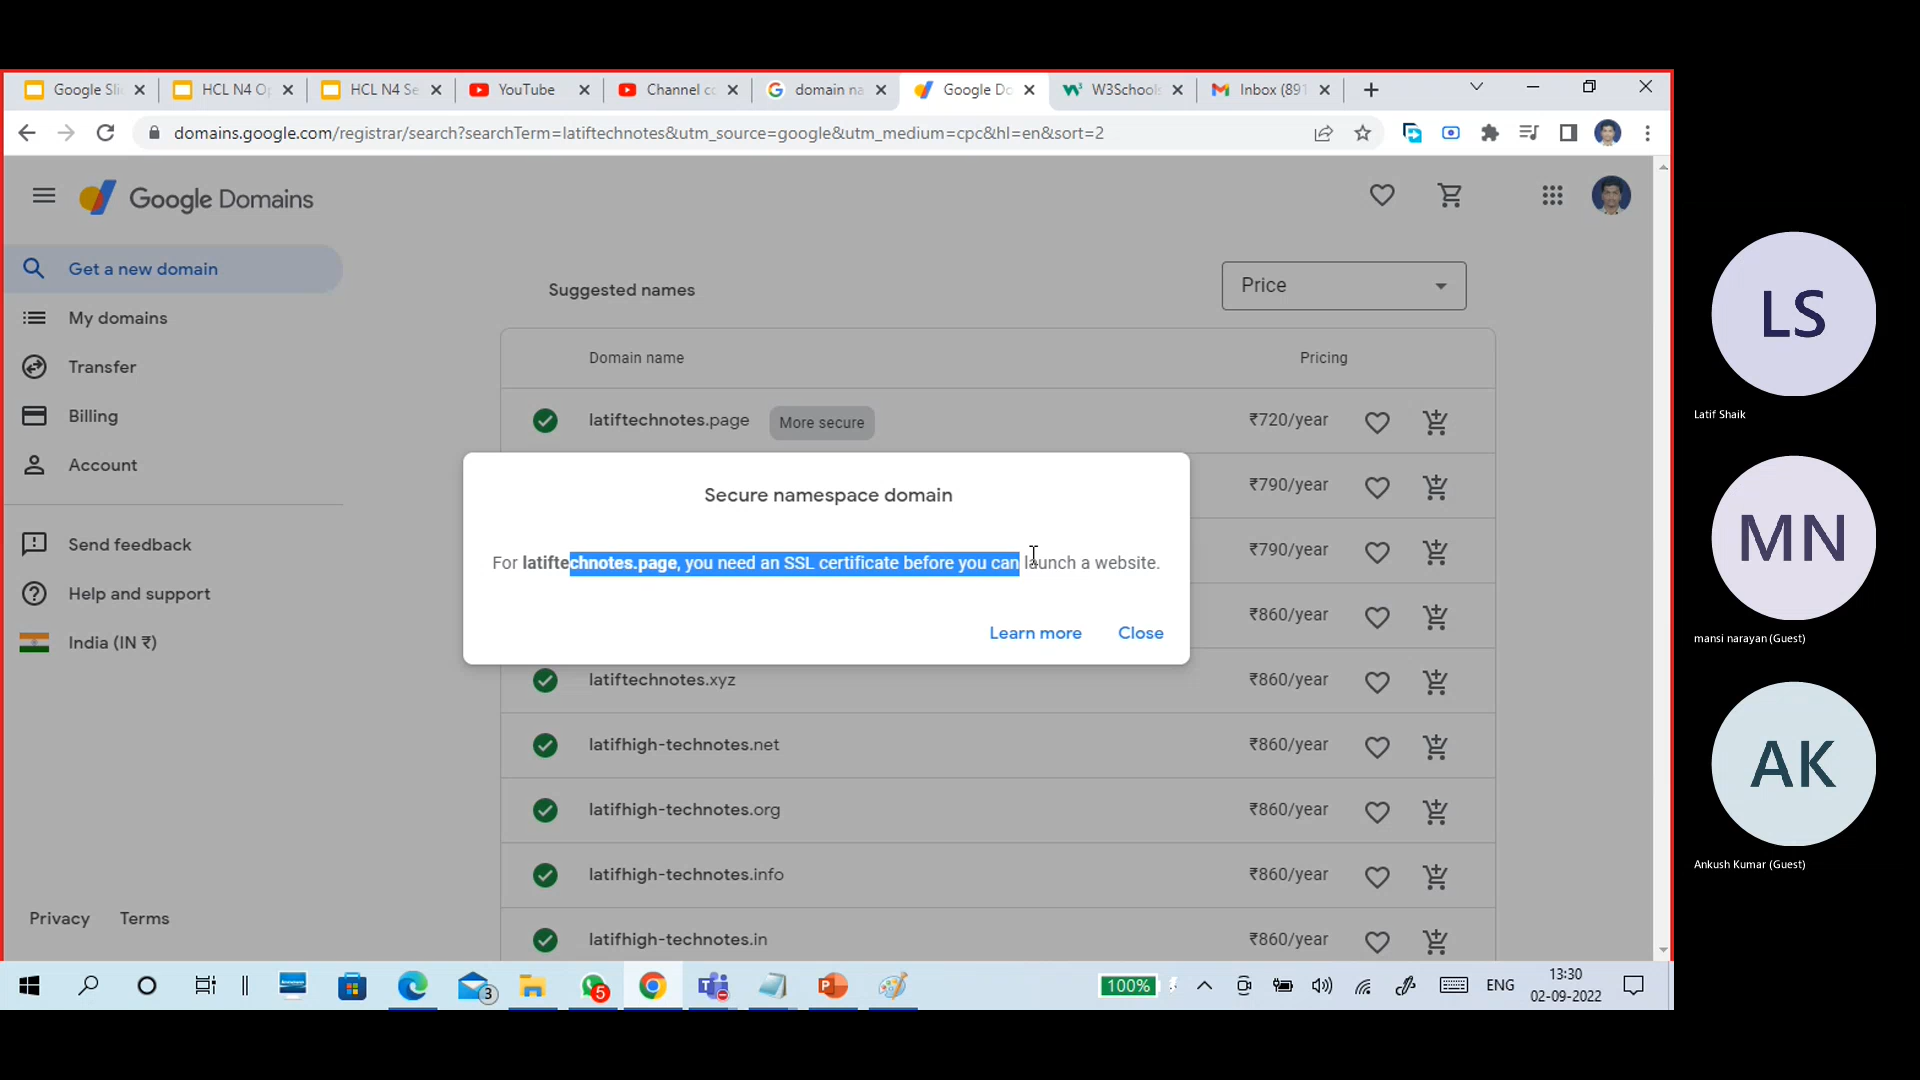 Google Sli
HCL N4 O
HCL N4 Se
YouTube
Channel c
domain na
Google Do
W3Schools
Inbox (891
domains.google.com/registrar/search?searchTerm=latiftechnotes&utm_source=google&utm_medium=cpc&hl=en&sort=2
Google Domains
Get a new domain
My domains
Transfer
Billing
Account
Send feedback
Help and support
India (IN ₹)
Privacy Terms
Suggested names
Price
Domain name Pricing
latiftechnotes.page More secure ₹720/year
₹790/year
₹790/year
₹860/year
Secure namespace domain
For latiftechnotes.page, you need an SSL certificate before you can launch a website.
Learn more Close
latiftechnotes.xyz ₹860/year
latifhigh-technotes.net ₹860/year
latifhigh-technotes.org ₹860/year
latifhigh-technotes.info ₹860/year
latifhigh-technotes.in ₹860/year
3
5
100%
ENG
13:30
02-09-2022
LS
Latif Shaik
MN
mansi narayan (Guest)
AK
Ankush Kumar (Guest)